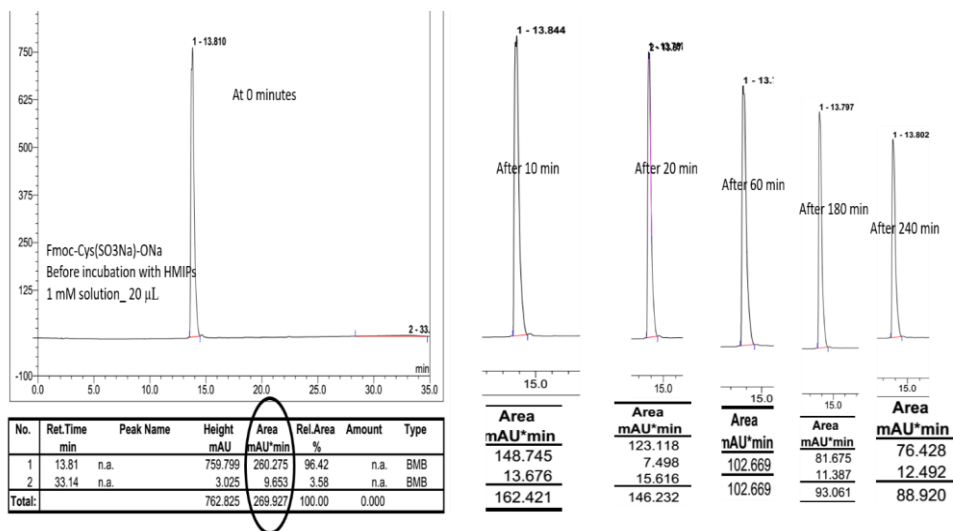 1 - 13.810
At 0 minutes
Fmoc-Cys(SO3Na)-ONa
Before incubation with HMIPs
1 mM solution_ 20 μL
750
625
500
375
250
125
-100
2 - 33.
min
0.0 5.0 10.0 15.0 20.0 25.0 30.0 35.0
No. Ret.Time Peak Name Height Area Rel.Area Amount Type
min mAU mAU*min %
1 13.81 n.a. 759.799 260.275 96.42 n.a. BMB
2 33.14 n.a. 3.025 9.653 3.58 n.a. BMB
Total: 762.825 269.927 100.00 0.000
1 - 13.844
After 10 min
15.0
Area
mAU*min
148.745
13.676
162.421
After 20 min
15.0
Area
mAU*min
123.118
7.498
15.616
146.232
1 - 13.
After 60 min
15.0
Area
mAU*min
102.669
102.669
1 - 13.797
After 180 min
15.0
Area
mAU*min
81.675
11.387
93.061
1 - 13.802
After 240 min
15.0
Area
mAU*min
76.428
12.492
88.920